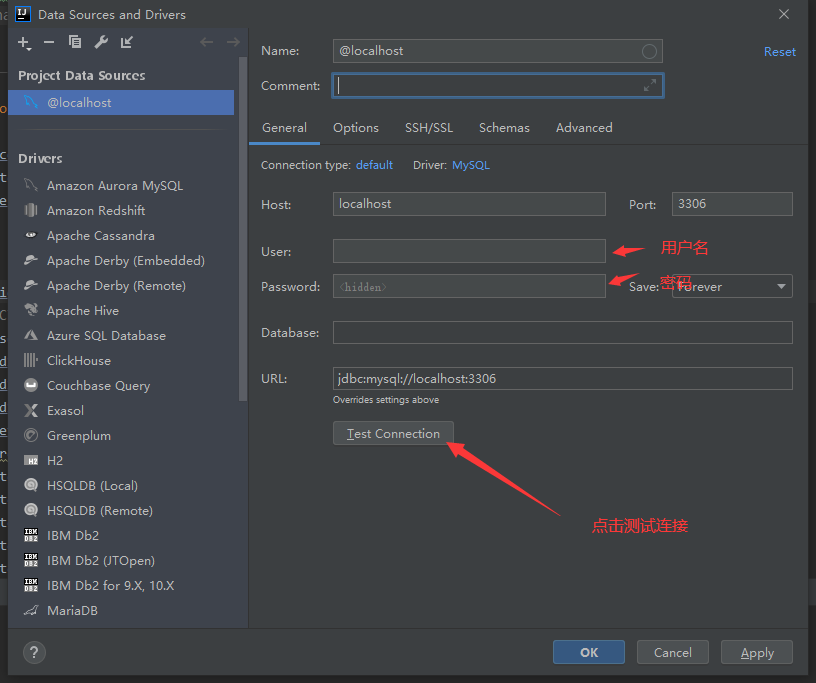 Data Sources and Drivers
Project Data Sources
@localhost
Drivers
Amazon Aurora MySQL
Amazon Redshift
Apache Cassandra
Apache Derby (Embedded)
Apache Derby (Remote)
Apache Hive
Azure SQL Database
ClickHouse
Couchbase Query
Exasol
Greenplum
H2
HSQLDB (Local)
HSQLDB (Remote)
IBM Db2
IBM Db2 (JTOpen)
IBM Db2 for 9.X, 10.X
MariaDB
Name: @localhost Reset
Comment:
General Options SSH/SSL Schemas Advanced
Connection type: default Driver: MySQL
Host: localhost Port: 3306
User: 用户名
Password: <hidden> 密码 Save: Forever
Database:
URL: jdbc:mysql://localhost:3306
Overrides settings above
Test Connection
点击测试连接
? OK Cancel Apply